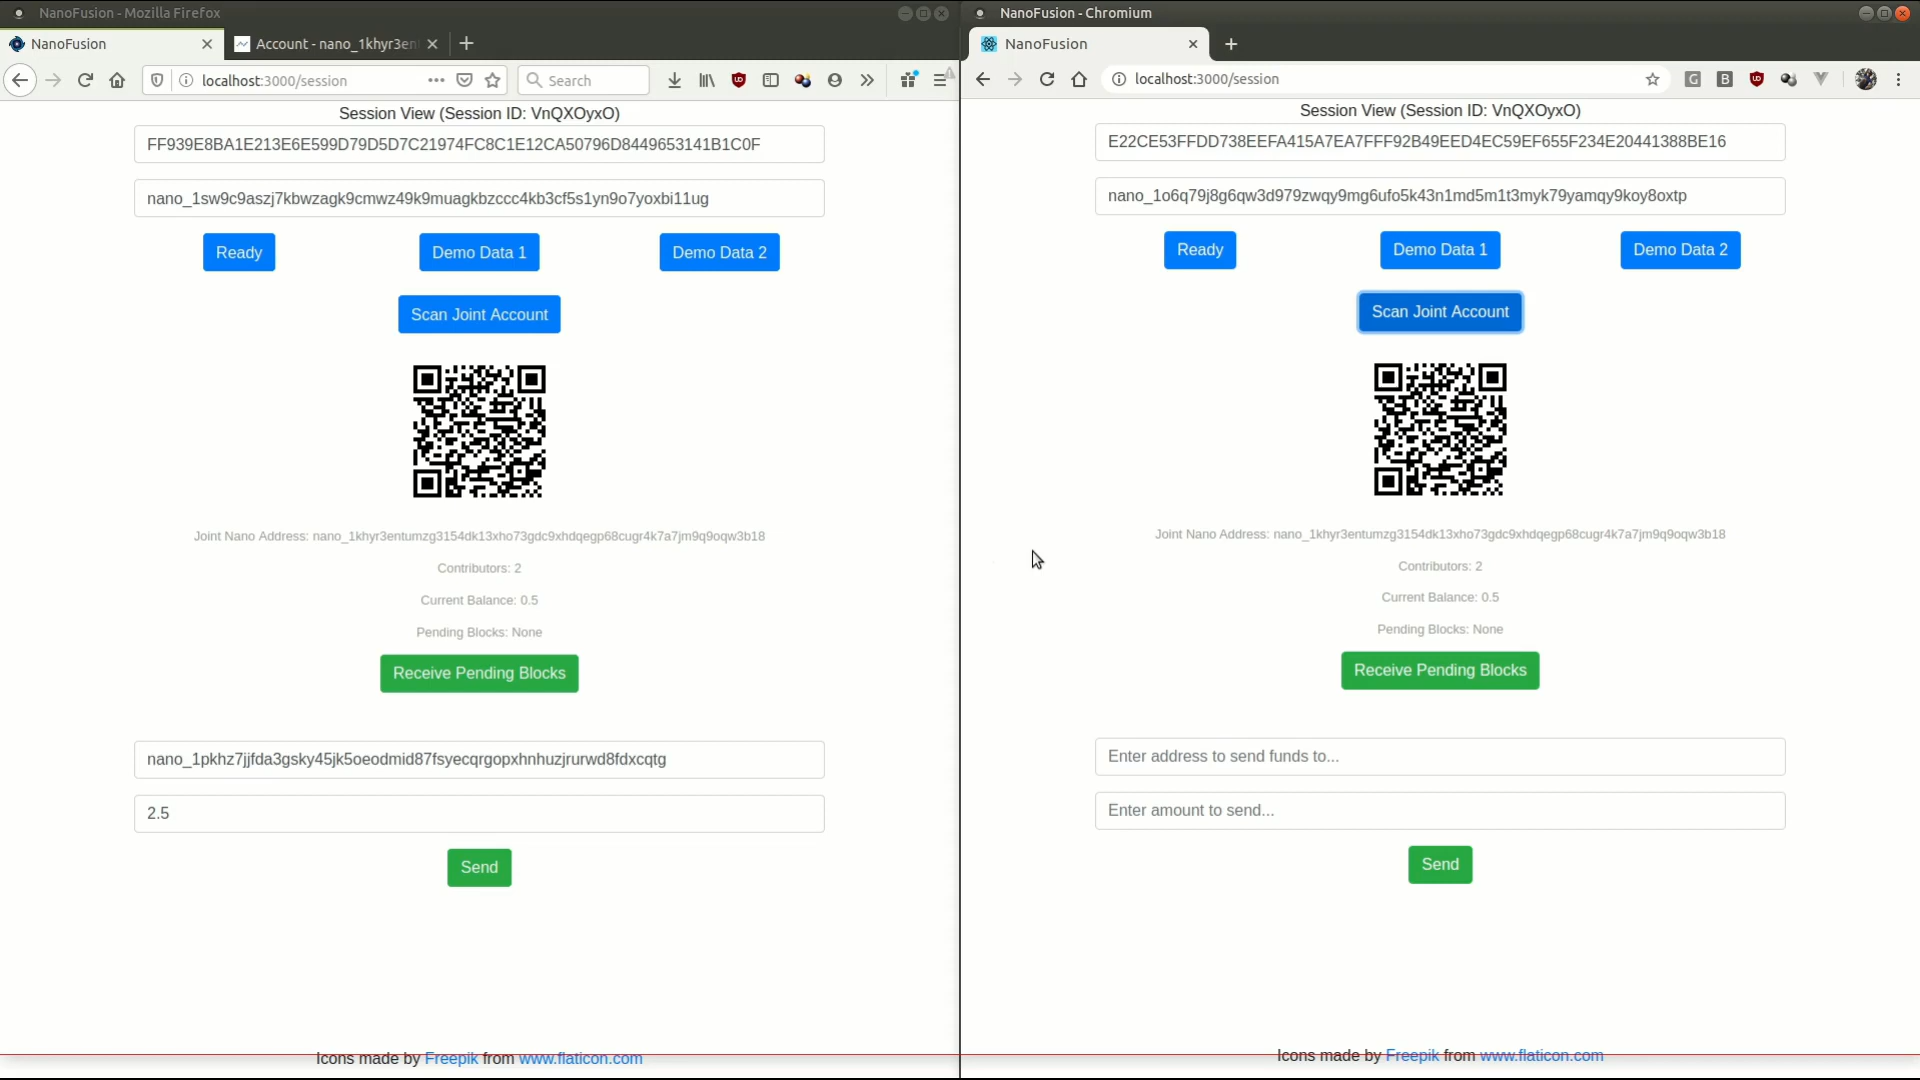 NanoFusion - Mozilla Firefox
NanoFusion
Account - nano_1khyr3en
localhost:3000/session
Search
Session View (Session ID: VnQXOyxO)
FF939E8BA1E213E6E599D79D5D7C21974FC8C1E12CA50796D8449653141B1C0F
nano_1sw9c9aszj7kbwzagk9cmwz49k9muagkbzccc4kb3cf5s1yn9o7yoxbi11ug
Ready
Demo Data 1
Demo Data 2
Scan Joint Account
Joint Nano Address: nano_1khyr3entumzg3154dk13xho73gdc9xhdqegp68cugr4k7a7jm9q9oqw3b18
Contributors: 2
Current Balance: 0.5
Pending Blocks: None
Receive Pending Blocks
nano_1pkhz7jjfda3gsky45jk5oeodmid87fsyecqrgopxhnhuzjrurwd8fdxcqtg
2.5
Send
Icons made by Freepik from www.flaticon.com
NanoFusion - Chromium
NanoFusion
localhost:3000/session
Session View (Session ID: VnQXOyxO)
E22CE53FFDD738EEFA415A7EA7FFF92B49EED4EC59EF655F234E20441388BE16
nano_1o6q79j8g6qw3d979zwqy9mg6ufo5k43n1md5m1t3myk79yamqy9koy8oxtp
Ready
Demo Data 1
Demo Data 2
Scan Joint Account
Joint Nano Address: nano_1khyr3entumzg3154dk13xho73gdc9xhdqegp68cugr4k7a7jm9q9oqw3b18
Contributors: 2
Current Balance: 0.5
Pending Blocks: None
Receive Pending Blocks
Enter address to send funds to...
Enter amount to send...
Send
Icons made by Freepik from www.flaticon.com